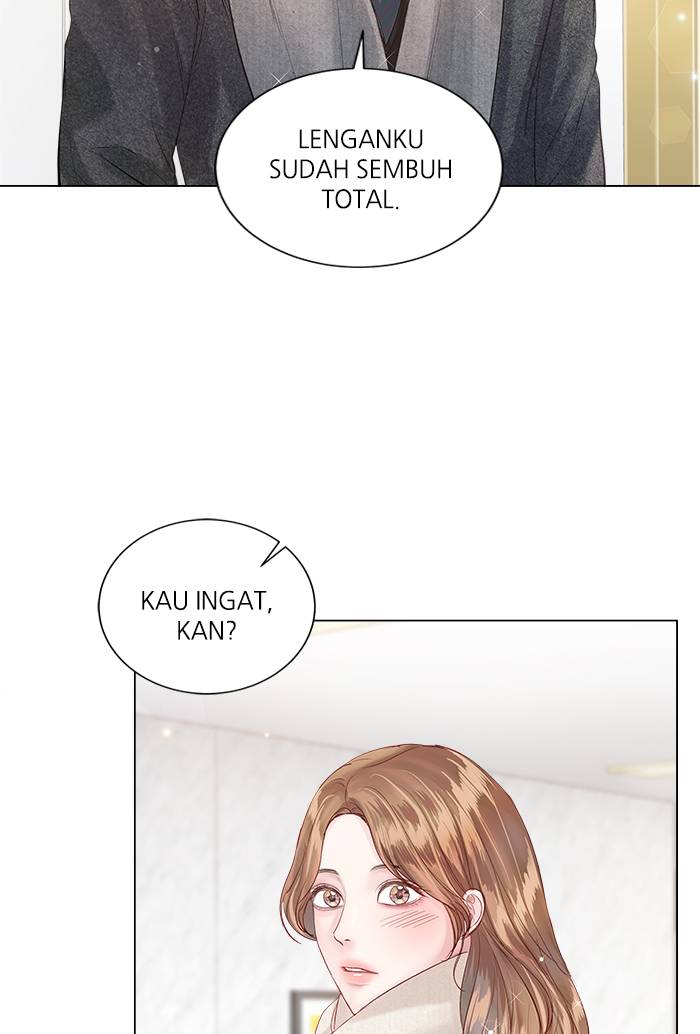 LENGANKU
SUDAH SEMBUH
TOTAL.
KAU INGAT,
KAN?